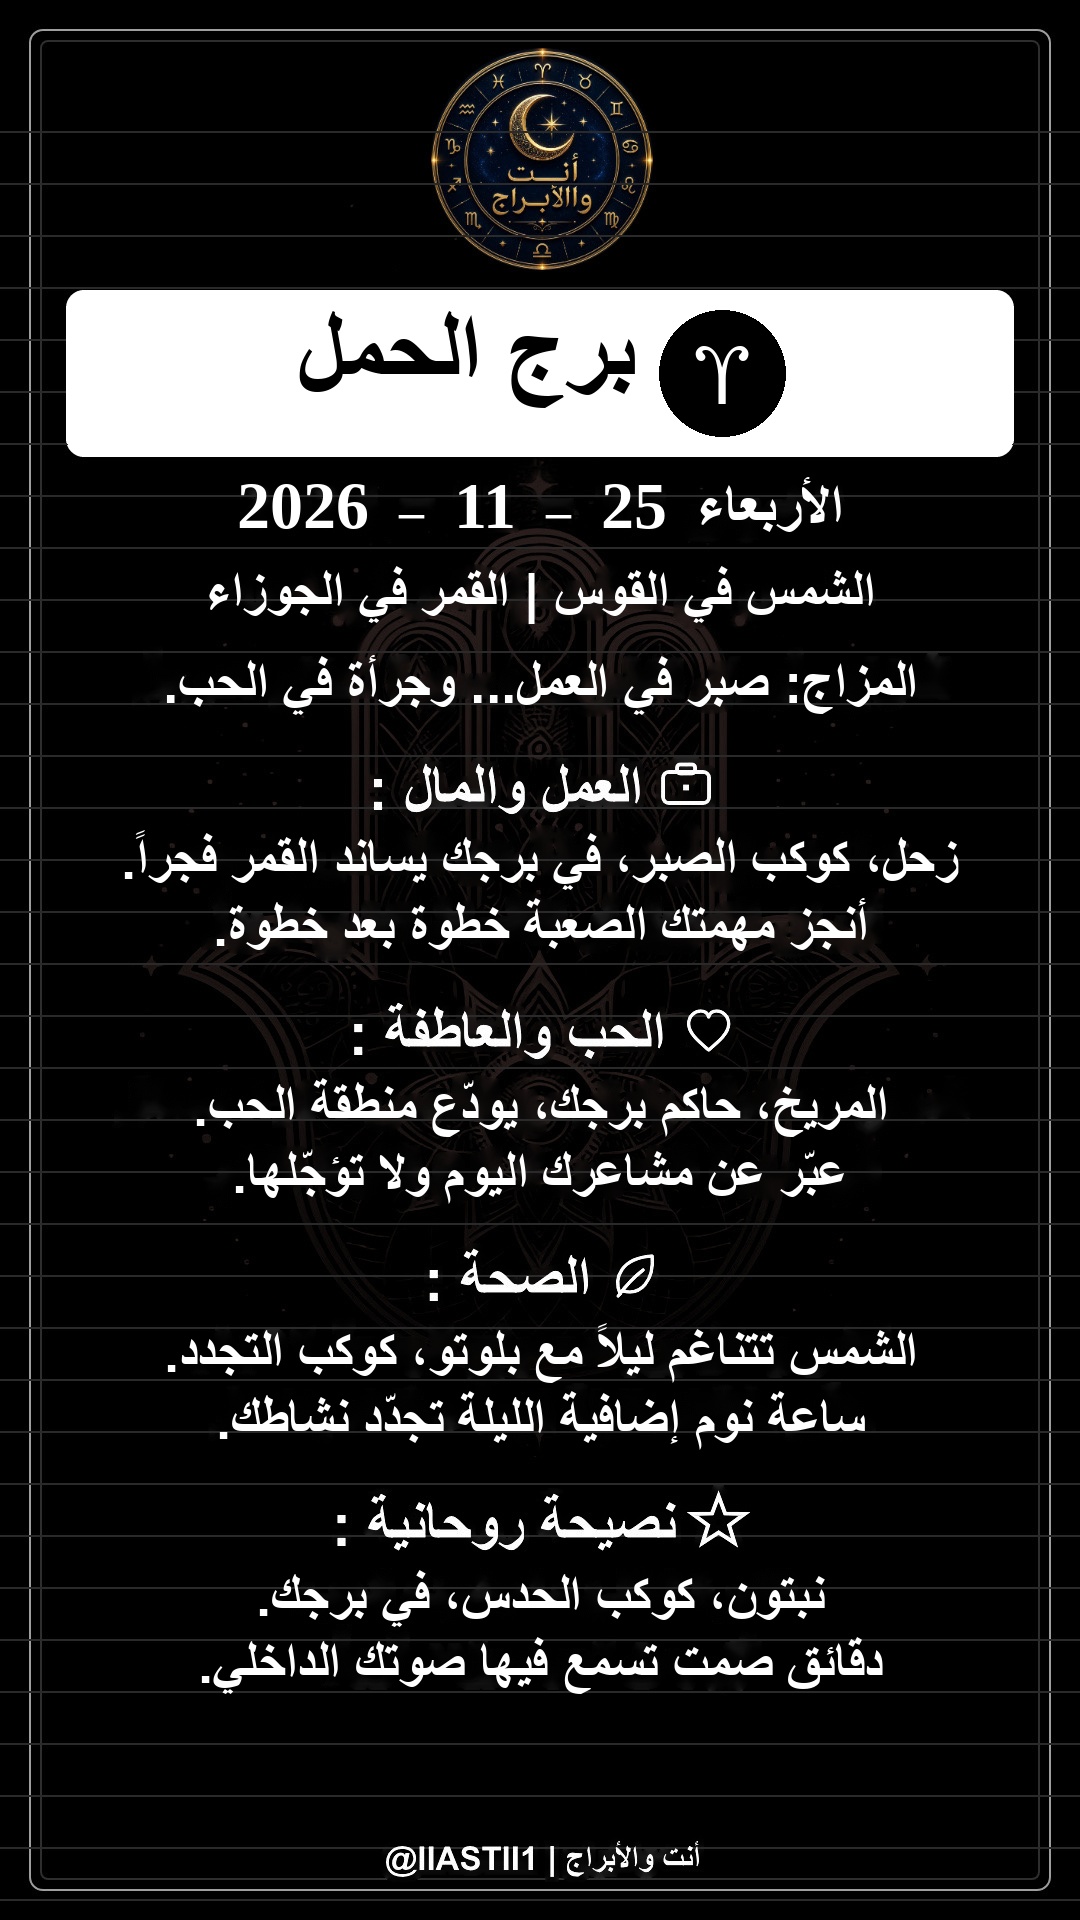 أنت
واالأبراج
برج الحمل
الأربعاء 25 – 11 – 2026
الشمس في القوس | القمر في الجوزاء
المزاج: صبر في العمل... وجرأة في الحب.
العمل والمال :
زحل، كوكب الصبر، في برجك يساند القمر فجراً.
أنجز مهمتك الصعبة خطوة بعد خطوة.
الحب والعاطفة :
المريخ، حاكم برجك، يودّع منطقة الحب.
عبّر عن مشاعرك اليوم ولا تؤجّلها.
الصحة :
الشمس تتناغم ليلاً مع بلوتو، كوكب التجدد.
ساعة نوم إضافية الليلة تجدّد نشاطك.
نصيحة روحانية :
نبتون، كوكب الحدس، في برجك.
دقائق صمت تسمع فيها صوتك الداخلي.
أنت والأبراج | @IIASTII1